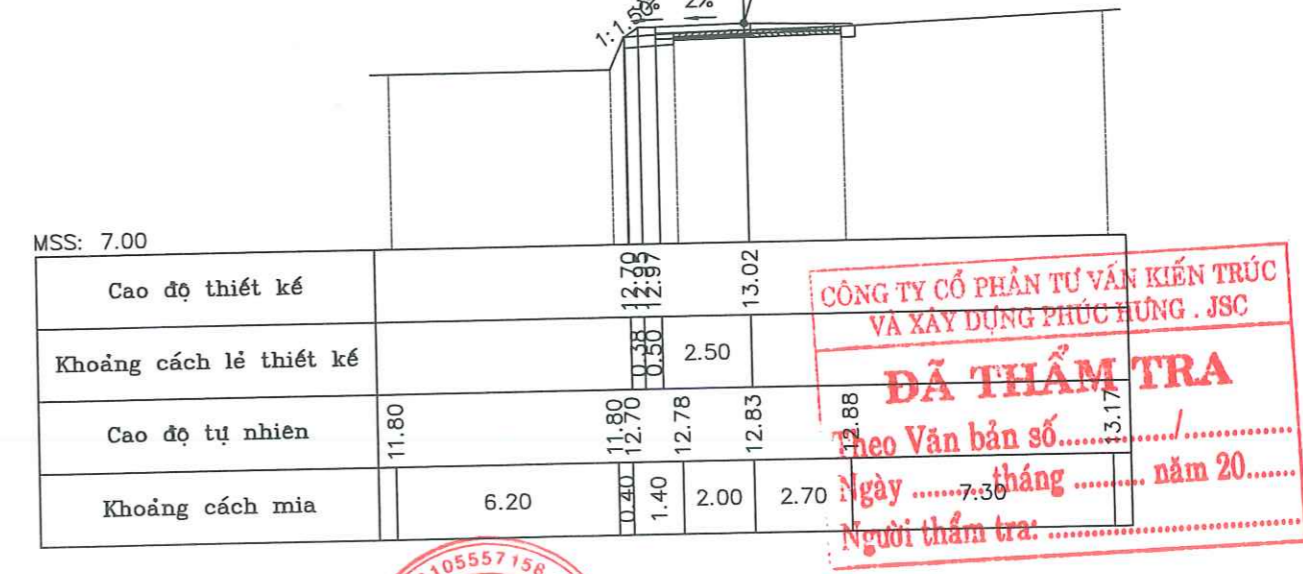 1:1.5
2%
MSS: 7.00
Cao độ thiết kế 12.70 12.95 12.97 13.02
Khoảng cách lẻ thiết kế 0.38 0.50 2.50
Cao độ tự nhiên 11.80 11.80 12.70 12.78 12.83 12.88 13.17
Khoảng cách mia 6.20 0.40 1.40 2.00 2.70 7.30
CÔNG TY CỔ PHẦN TƯ VẤN KIẾN TRÚC
VÀ XÂY DỰNG PHÚC HƯNG . JSC
ĐÃ THẨM TRA
Theo Văn bản số............../..............
Ngày ..........tháng .......... năm 20.......
Người thẩm tra: ..............................
0105557156